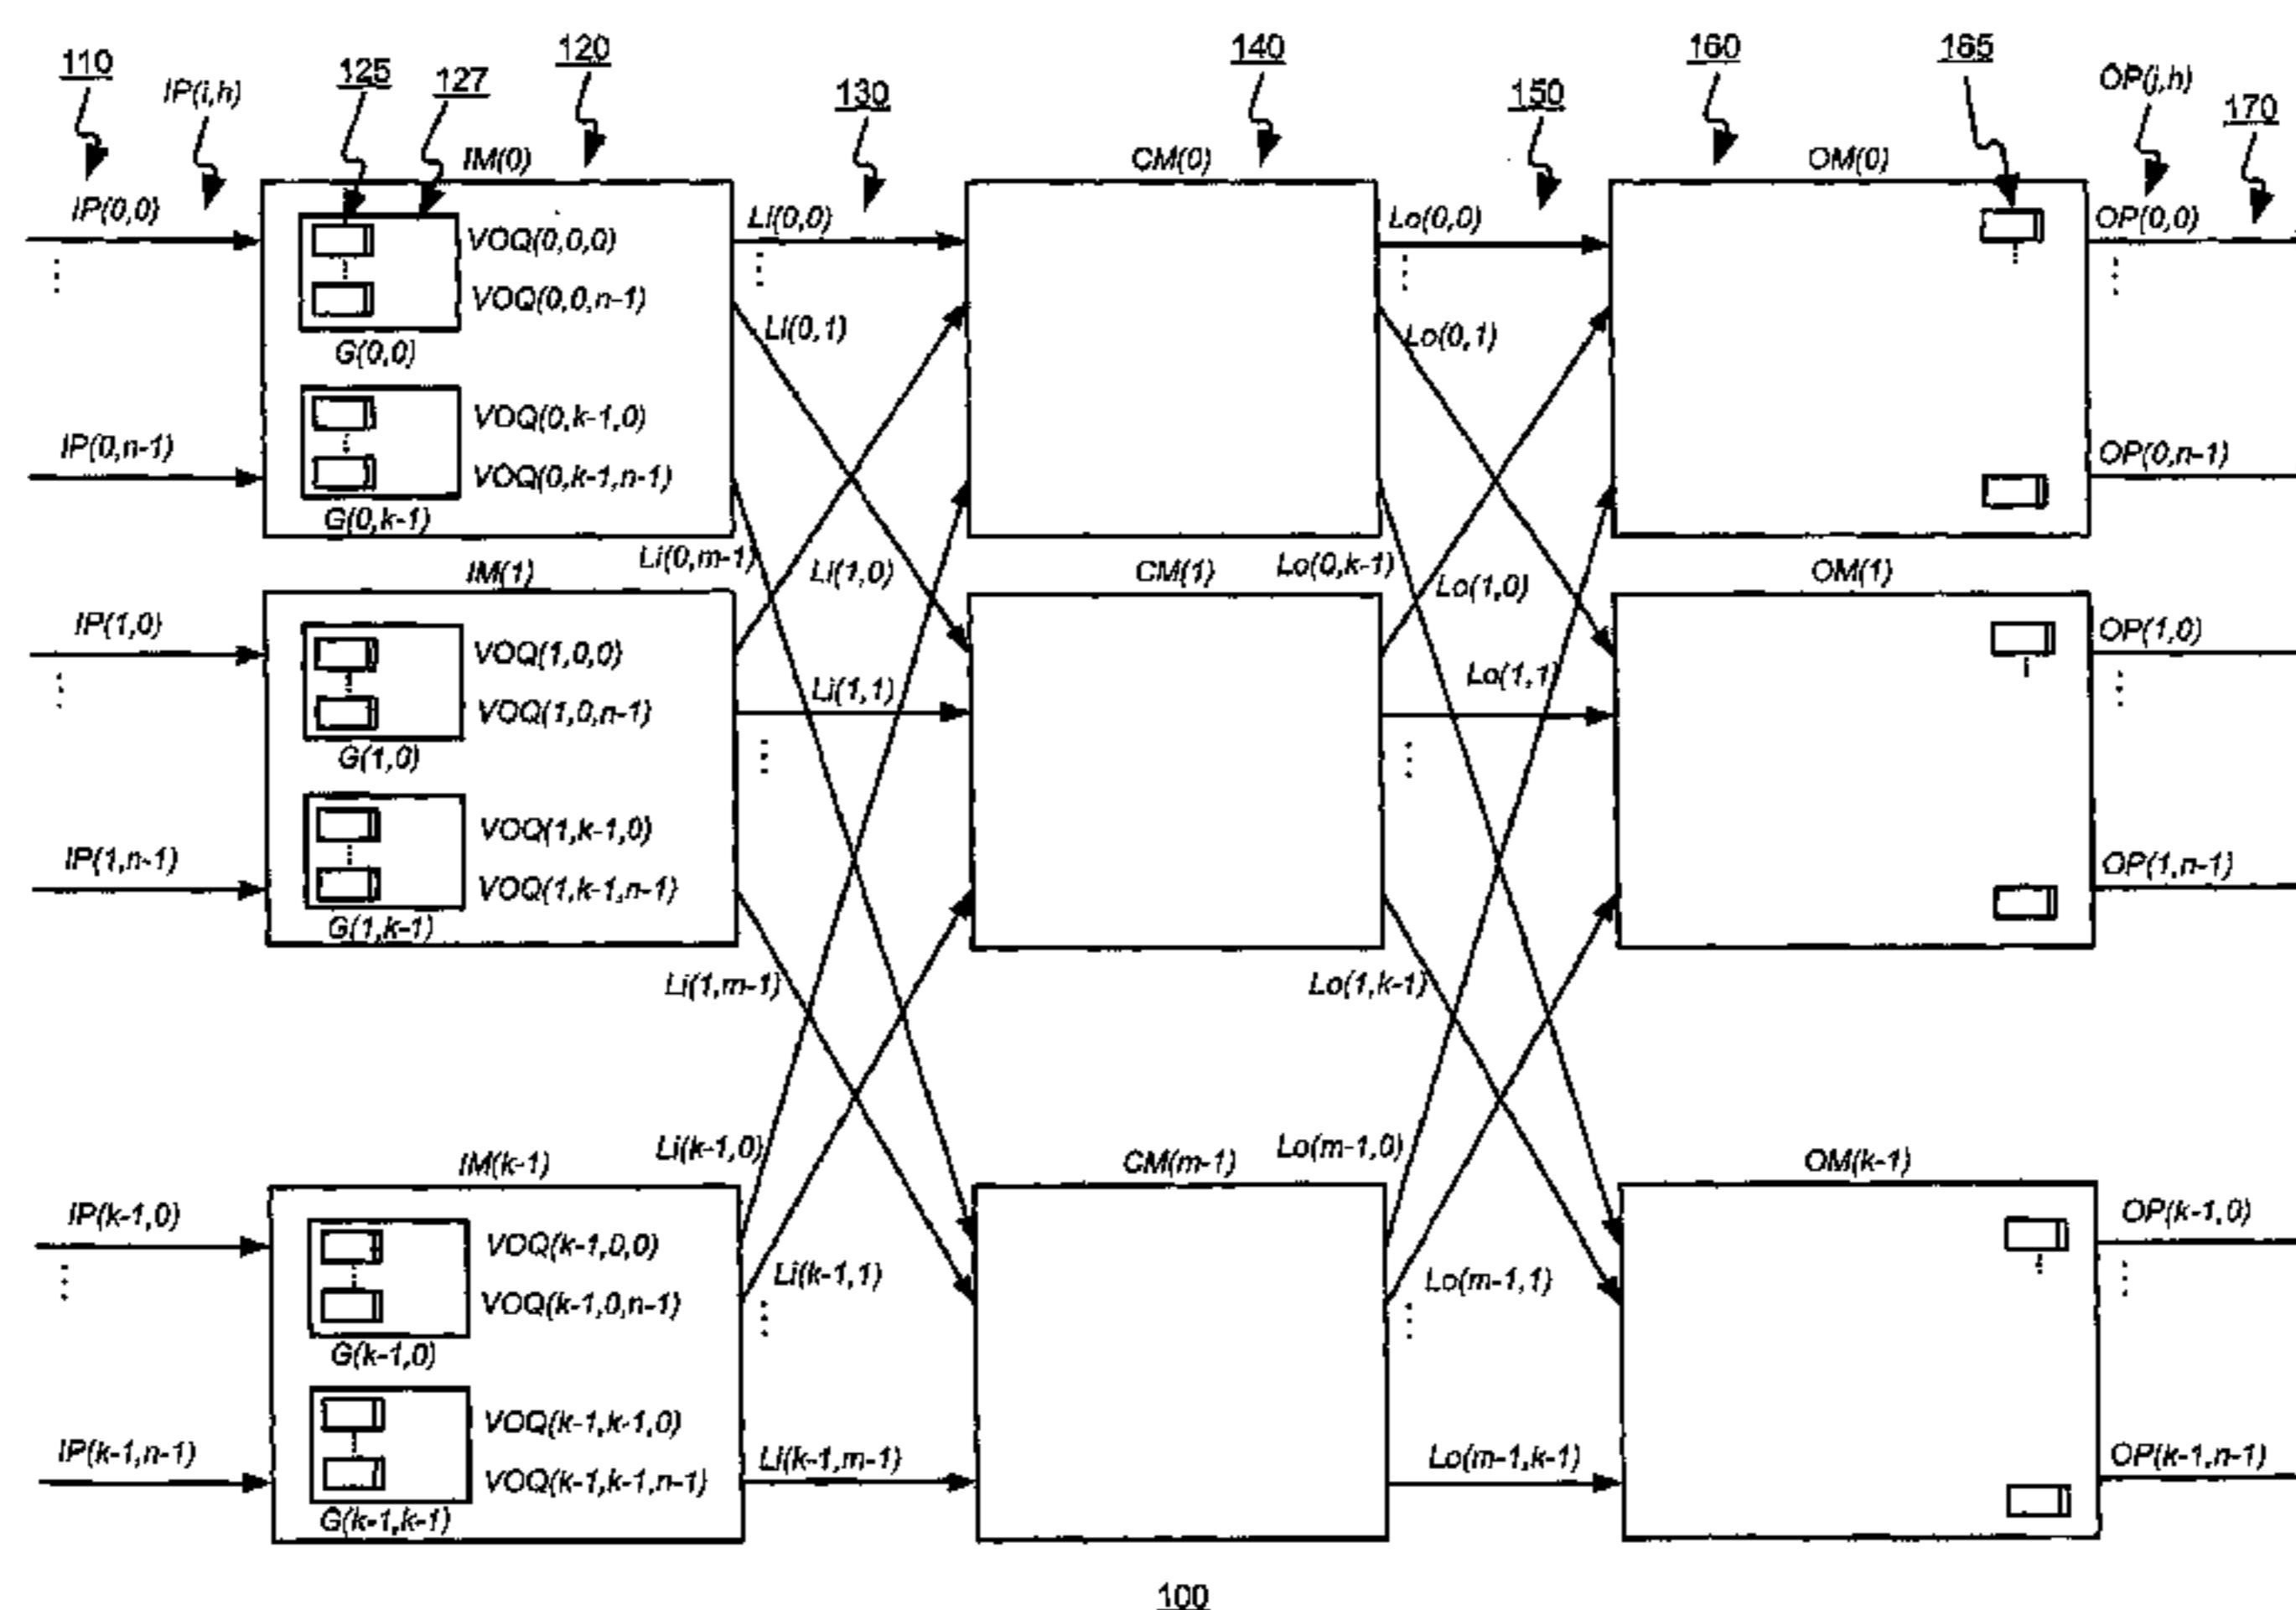 110
IP(i,h)
125
127
120
130
140
150
160
165
OP(j,h)
170
IM(0)
CM(0)
OM(0)
IP(0,0)
VOQ(0,0,0)
VOQ(0,0,n-1)
G(0,0)
VOQ(0,k-1,0)
VOQ(0,k-1,n-1)
G(0,k-1)
IP(0,n-1)
Li(0,0)
Li(0,1)
Li(0,m-1)
Lo(0,0)
Lo(0,1)
Lo(0,k-1)
OP(0,0)
OP(0,n-1)
IM(1)
CM(1)
OM(1)
IP(1,0)
VOQ(1,0,0)
VOQ(1,0,n-1)
G(1,0)
VOQ(1,k-1,0)
VOQ(1,k-1,n-1)
G(1,k-1)
IP(1,n-1)
Li(1,0)
Li(1,1)
Li(1,m-1)
Lo(1,0)
Lo(1,1)
Lo(1,k-1)
OP(1,0)
OP(1,n-1)
IM(k-1)
CM(m-1)
OM(k-1)
IP(k-1,0)
VOQ(k-1,0,0)
VOQ(k-1,0,n-1)
G(k-1,0)
VOQ(k-1,k-1,0)
VOQ(k-1,k-1,n-1)
G(k-1,k-1)
IP(k-1,n-1)
Li(k-1,0)
Li(k-1,1)
Li(k-1,m-1)
Lo(m-1,0)
Lo(m-1,1)
Lo(m-1,k-1)
OP(k-1,0)
OP(k-1,n-1)
100